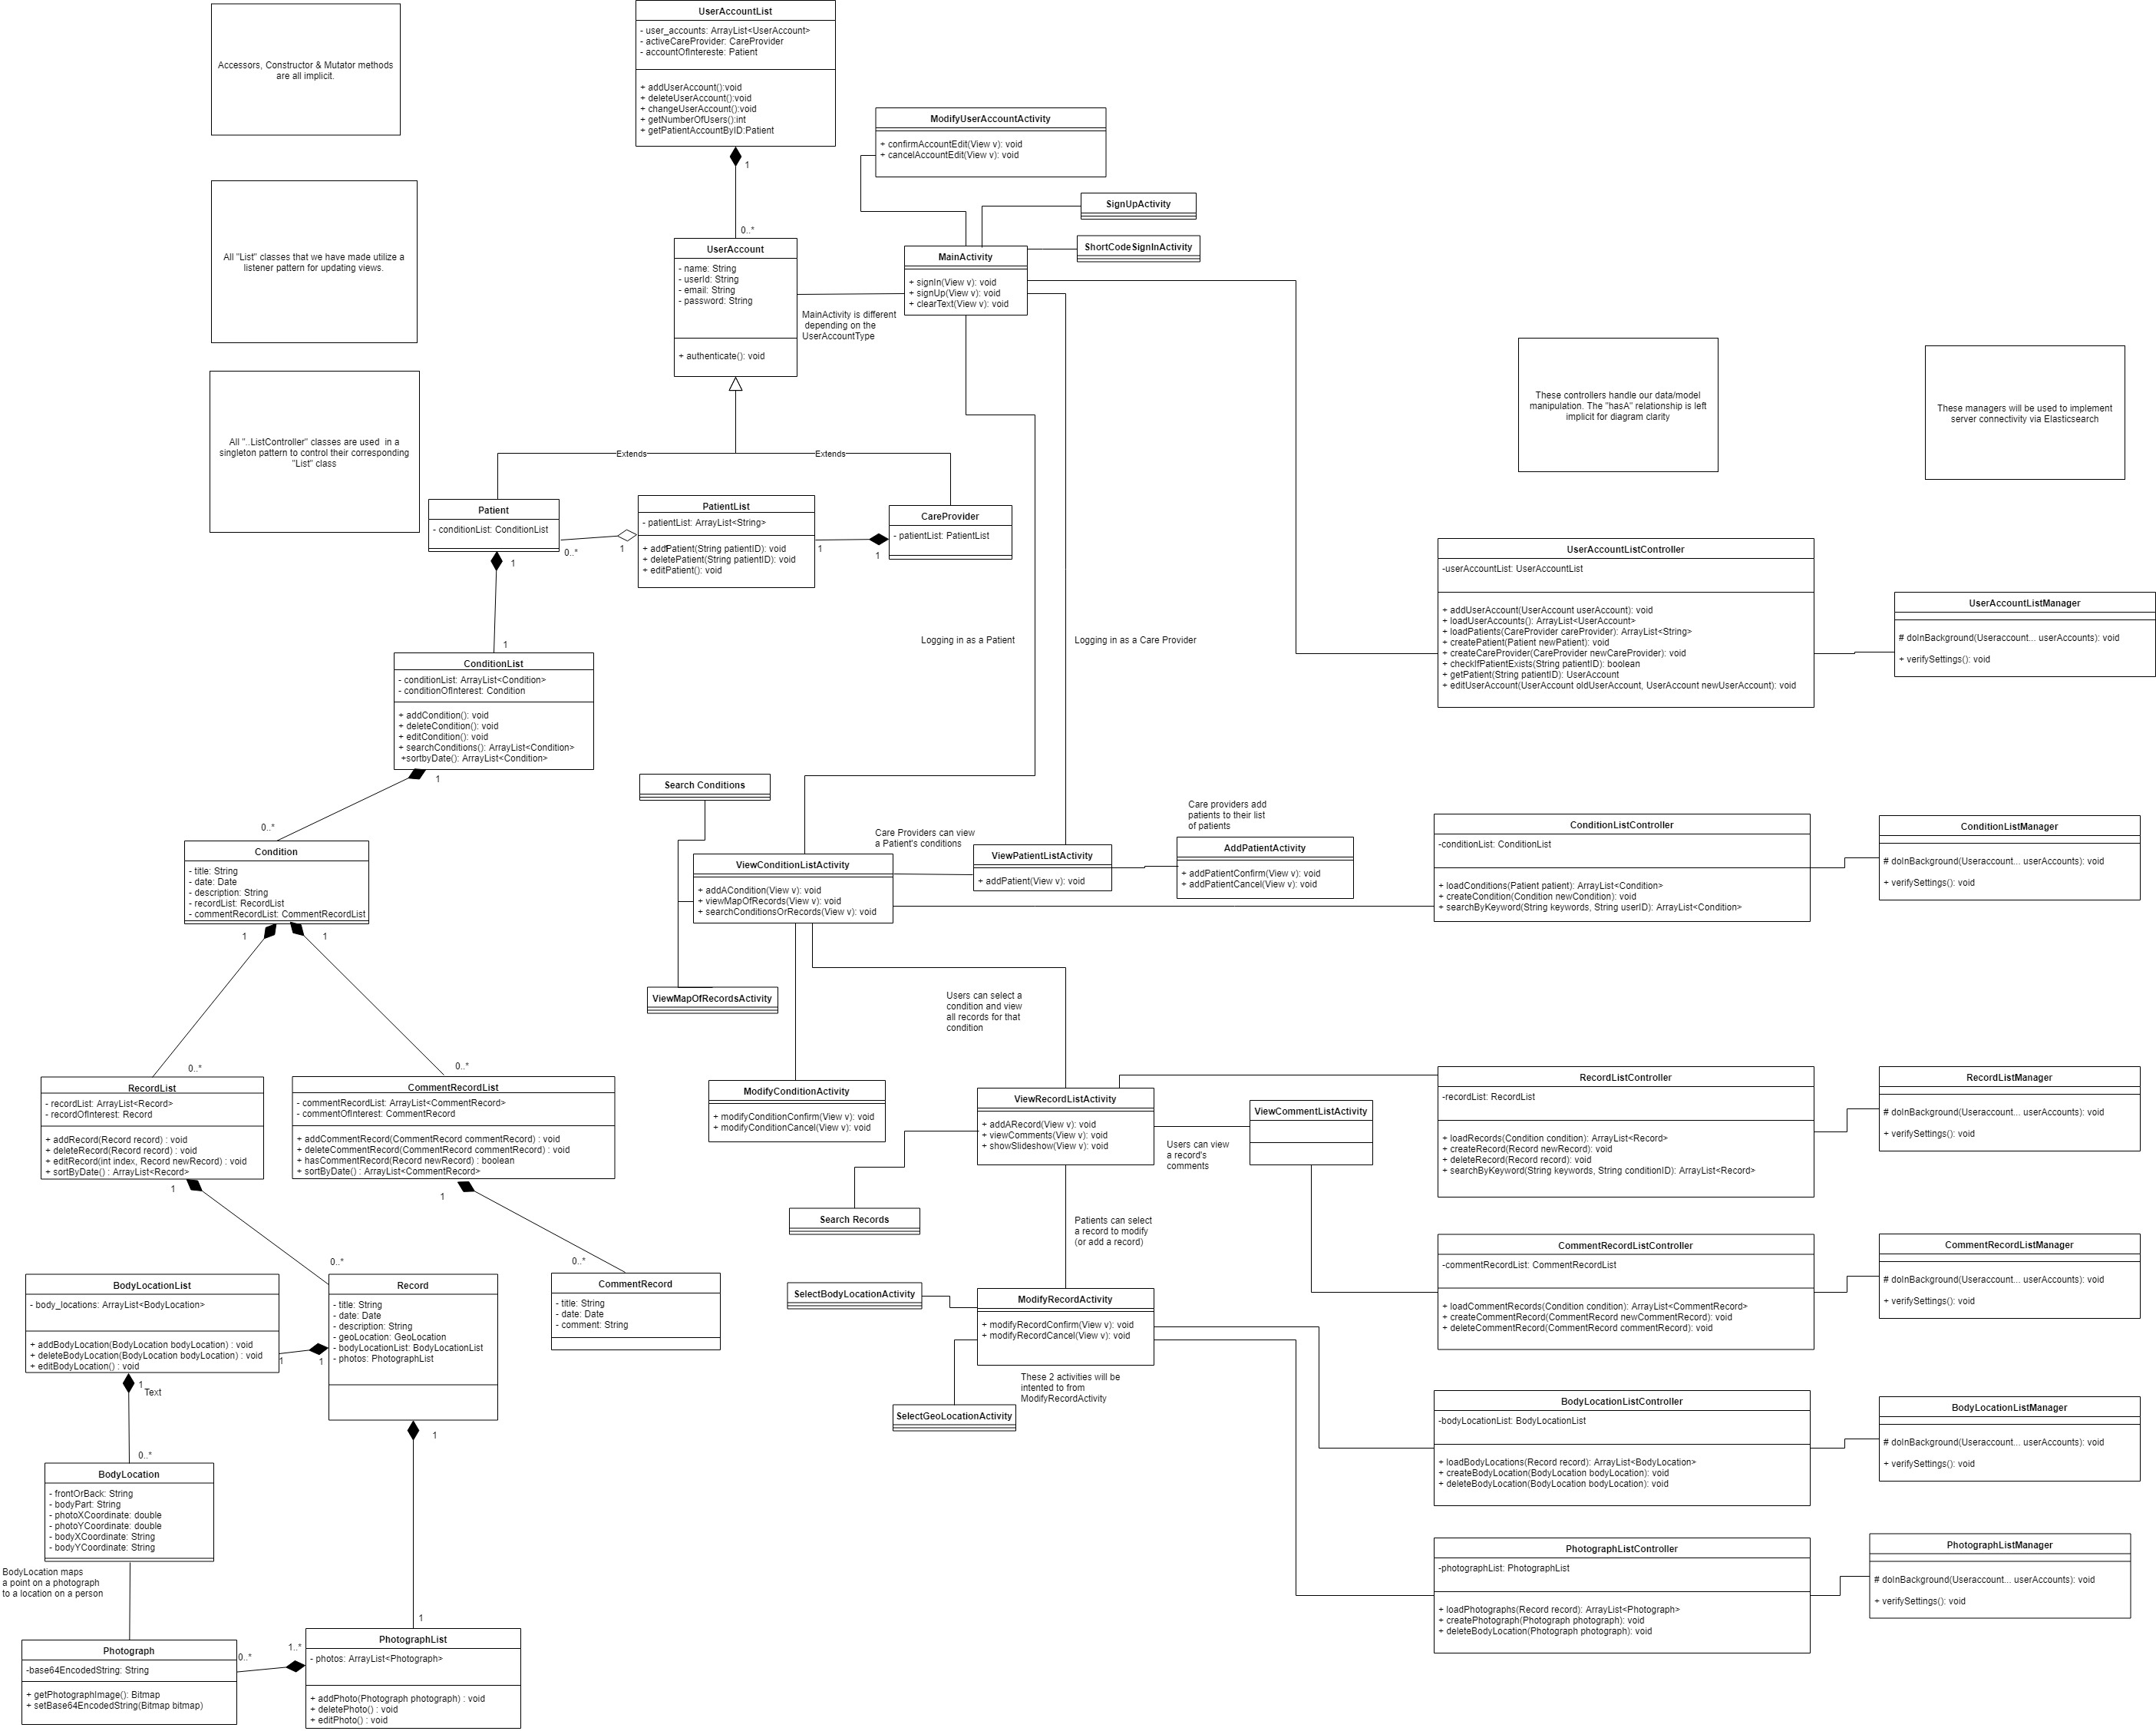 Accessors, Constructor & Mutator methods
are all implicit.
All "List" classes that we have made utilize a
listener pattern for updating views.
All "..ListController" classes are used  in a
singleton pattern to control their corresponding
"List" class
UserAccountList
- user_accounts: ArrayList<UserAccount>
- activeCareProvider: CareProvider
- accountOfIntereste: Patient
+ addUserAccount():void
+ deleteUserAccount():void
+ changeUserAccount():void
+ getNumberOfUsers():int
+ getPatientAccountByID:Patient
1
0..*
UserAccount
- name: String
- userId: String
- email: String
- password: String
+ authenticate(): void
ModifyUserAccountActivity
+ confirmAccountEdit(View v): void
+ cancelAccountEdit(View v): void
SignUpActivity
ShortCodeSignInActivity
MainActivity
+ signIn(View v): void
+ signUp(View v): void
+ clearText(View v): void
MainActivity is different
depending on the
UserAccountType
Extends
Extends
Patient
- conditionList: ConditionList
0..*
1
PatientList
- patientList: ArrayList<String>
+ addPatient(String patientID): void
+ deletePatient(String patientID): void
+ editPatient(): void
1
1
CareProvider
- patientList: PatientList
1
1
ConditionList
- conditionList: ArrayList<Condition>
- conditionOfInterest: Condition
+ addCondition(): void
+ deleteCondition(): void
+ editCondition(): void
+ searchConditions(): ArrayList<Condition>
+sortbyDate(): ArrayList<Condition>
1
0..*
Condition
- title: String
- date: Date
- description: String
- recordList: RecordList
- commentRecordList: CommentRecordList
1
1
0..*
0..*
RecordList
- recordList: ArrayList<Record>
- recordOfInterest: Record
+ addRecord(Record record) : void
+ deleteRecord(Record record) : void
+ editRecord(int index, Record newRecord) : void
+ sortByDate() : ArrayList<Record>
1
0..*
CommentRecordList
- commentRecordList: ArrayList<CommentRecord>
- commentOfInterest: CommentRecord
+ addCommentRecord(CommentRecord commentRecord) : void
+ deleteCommentRecord(CommentRecord commentRecord) : void
+ hasCommentRecord(Record newRecord) : boolean
+ sortByDate() : ArrayList<CommentRecord>
1
0..*
CommentRecord
- title: String
- date: Date
- comment: String
BodyLocationList
- body_locations: ArrayList<BodyLocation>
+ addBodyLocation(BodyLocation bodyLocation) : void
+ deleteBodyLocation(BodyLocation bodyLocation) : void
+ editBodyLocation() : void
1
1
1
Text
0..*
Record
- title: String
- date: Date
- description: String
- geoLocation: GeoLocation
- bodyLocationList: BodyLocationList
- photos: PhotographList
1
1
BodyLocation
- frontOrBack: String
- bodyPart: String
- photoXCoordinate: double
- photoYCoordinate: double
- bodyXCoordinate: String
- bodyYCoordinate: String
BodyLocation maps
a point on a photograph
to a location on a person
Photograph
-base64EncodedString: String
+ getPhotographImage(): Bitmap
+ setBase64EncodedString(Bitmap bitmap)
0..*
1..*
PhotographList
- photos: ArrayList<Photograph>
+ addPhoto(Photograph photograph) : void
+ deletePhoto() : void
+ editPhoto() : void
Logging in as a Patient
Logging in as a Care Provider
Search Conditions
ViewConditionListActivity
+ addACondition(View v): void
+ viewMapOfRecords(View v): void
+ searchConditionsOrRecords(View v): void
Care Providers can view
a Patient's conditions
ViewPatientListActivity
+ addPatient(View v): void
Care providers add
patients to their list
of patients
AddPatientActivity
+ addPatientConfirm(View v): void
+ addPatientCancel(View v): void
ViewMapOfRecordsActivity
Users can select a
condition and view
all records for that
condition
ModifyConditionActivity
+ modifyConditionConfirm(View v): void
+ modifyConditionCancel(View v): void
ViewRecordListActivity
+ addARecord(View v): void
+ viewComments(View v): void
+ showSlideshow(View v): void
ViewCommentListActivity
Users can view
a record's
comments
Search Records
Patients can select
a record to modify
(or add a record)
SelectBodyLocationActivity
ModifyRecordActivity
+ modifyRecordConfirm(View v): void
+ modifyRecordCancel(View v): void
These 2 activities will be
intented to from
ModifyRecordActivity
SelectGeoLocationActivity
These controllers handle our data/model
manipulation. The "hasA" relationship is left
implicit for diagram clarity
These managers will be used to implement
server connectivity via Elasticsearch
UserAccountListController
-userAccountList: UserAccountList
+ addUserAccount(UserAccount userAccount): void
+ loadUserAccounts(): ArrayList<UserAccount>
+ loadPatients(CareProvider careProvider): ArrayList<String>
+ createPatient(Patient newPatient): void
+ createCareProvider(CareProvider newCareProvider): void
+ checkIfPatientExists(String patientID): boolean
+ getPatient(String patientID): UserAccount
+ editUserAccount(UserAccount oldUserAccount, UserAccount newUserAccount): void
UserAccountListManager
# doInBackground(Useraccount... userAccounts): void
+ verifySettings(): void
ConditionListController
-conditionList: ConditionList
+ loadConditions(Patient patient): ArrayList<Condition>
+ createCondition(Condition newCondition): void
+ searchByKeyword(String keywords, String userID): ArrayList<Condition>
ConditionListManager
# doInBackground(Useraccount... userAccounts): void
+ verifySettings(): void
RecordListController
-recordList: RecordList
+ loadRecords(Condition condition): ArrayList<Record>
+ createRecord(Record newRecord): void
+ deleteRecord(Record record): void
+ searchByKeyword(String keywords, String conditionID): ArrayList<Record>
RecordListManager
# doInBackground(Useraccount... userAccounts): void
+ verifySettings(): void
CommentRecordListController
-commentRecordList: CommentRecordList
+ loadCommentRecords(Condition condition): ArrayList<CommentRecord>
+ createCommentRecord(CommentRecord newCommentRecord): void
+ deleteCommentRecord(CommentRecord commentRecord): void
CommentRecordListManager
# doInBackground(Useraccount... userAccounts): void
+ verifySettings(): void
BodyLocationListController
-bodyLocationList: BodyLocationList
+ loadBodyLocations(Record record): ArrayList<BodyLocation>
+ createBodyLocation(BodyLocation bodyLocation): void
+ deleteBodyLocation(BodyLocation bodyLocation): void
BodyLocationListManager
# doInBackground(Useraccount... userAccounts): void
+ verifySettings(): void
PhotographListController
-photographList: PhotographList
+ loadPhotographs(Record record): ArrayList<Photograph>
+ createPhotograph(Photograph photograph): void
+ deleteBodyLocation(Photograph photograph): void
PhotographListManager
# doInBackground(Useraccount... userAccounts): void
+ verifySettings(): void